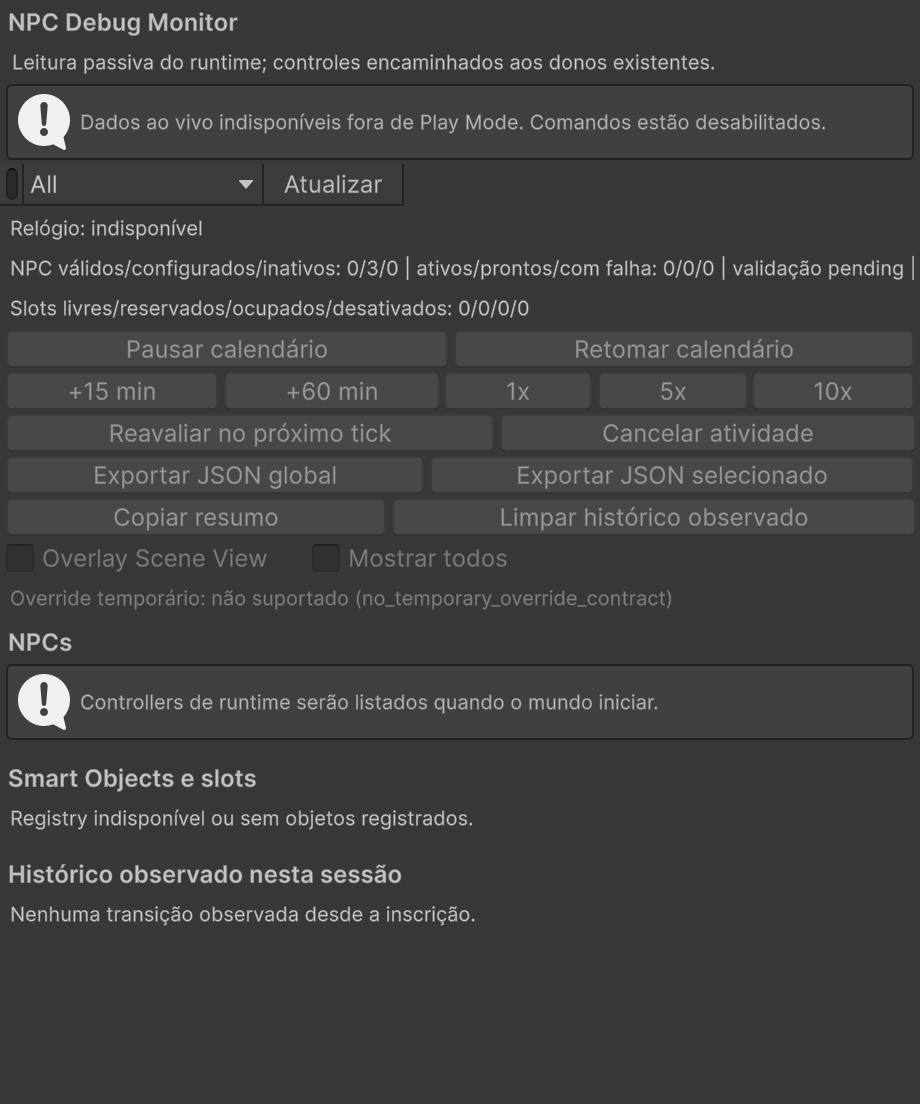 NPC Debug Monitor
Leitura passiva do runtime; controles encaminhados aos donos existentes.
Dados ao vivo indisponíveis fora de Play Mode. Comandos estão desabilitados.
All Atualizar
Relógio: indisponível
NPC válidos/configurados/inativos: 0/3/0 | ativos/prontos/com falha: 0/0/0 | validação pending |
Slots livres/reservados/ocupados/desativados: 0/0/0/0
Pausar calendário Retomar calendário
+15 min +60 min 1x 5x 10x
Reavaliar no próximo tick Cancelar atividade
Exportar JSON global Exportar JSON selecionado
Copiar resumo Limpar histórico observado
Overlay Scene View Mostrar todos
Override temporário: não suportado (no_temporary_override_contract)
NPCs
Controllers de runtime serão listados quando o mundo iniciar.
Smart Objects e slots
Registry indisponível ou sem objetos registrados.
Histórico observado nesta sessão
Nenhuma transição observada desde a inscrição.